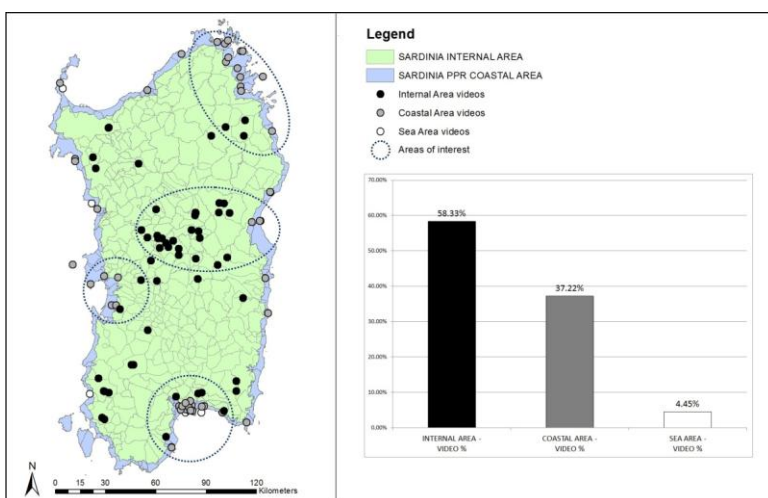 Legend
SARDINIA INTERNAL AREA
SARDINIA PPR COASTAL AREA
Internal Area videos
Coastal Area videos
Sea Area videos
Areas of interest
70,00%
60,00%
50,00%
40,00%
30,00%
20,00%
10,00%
0,00%
58.33%
37.22%
4.45%
INTERNAL AREA -
VIDEO %
COASTAL AREA -
VIDEO %
SEA AREA -
VIDEO %
N
0 15 30 60 90 120
Kilometers